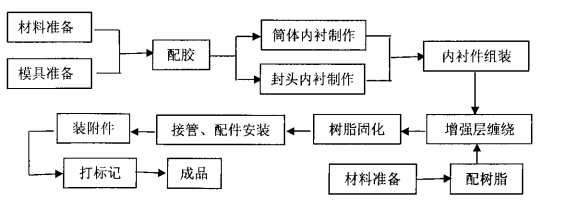 材料准备
模具准备
配胶
筒体内衬制作
封头内衬制作
内衬件组装
装附件
接管、配件安装
树脂固化
增强层缠绕
打标记
成品
材料准备
配树脂